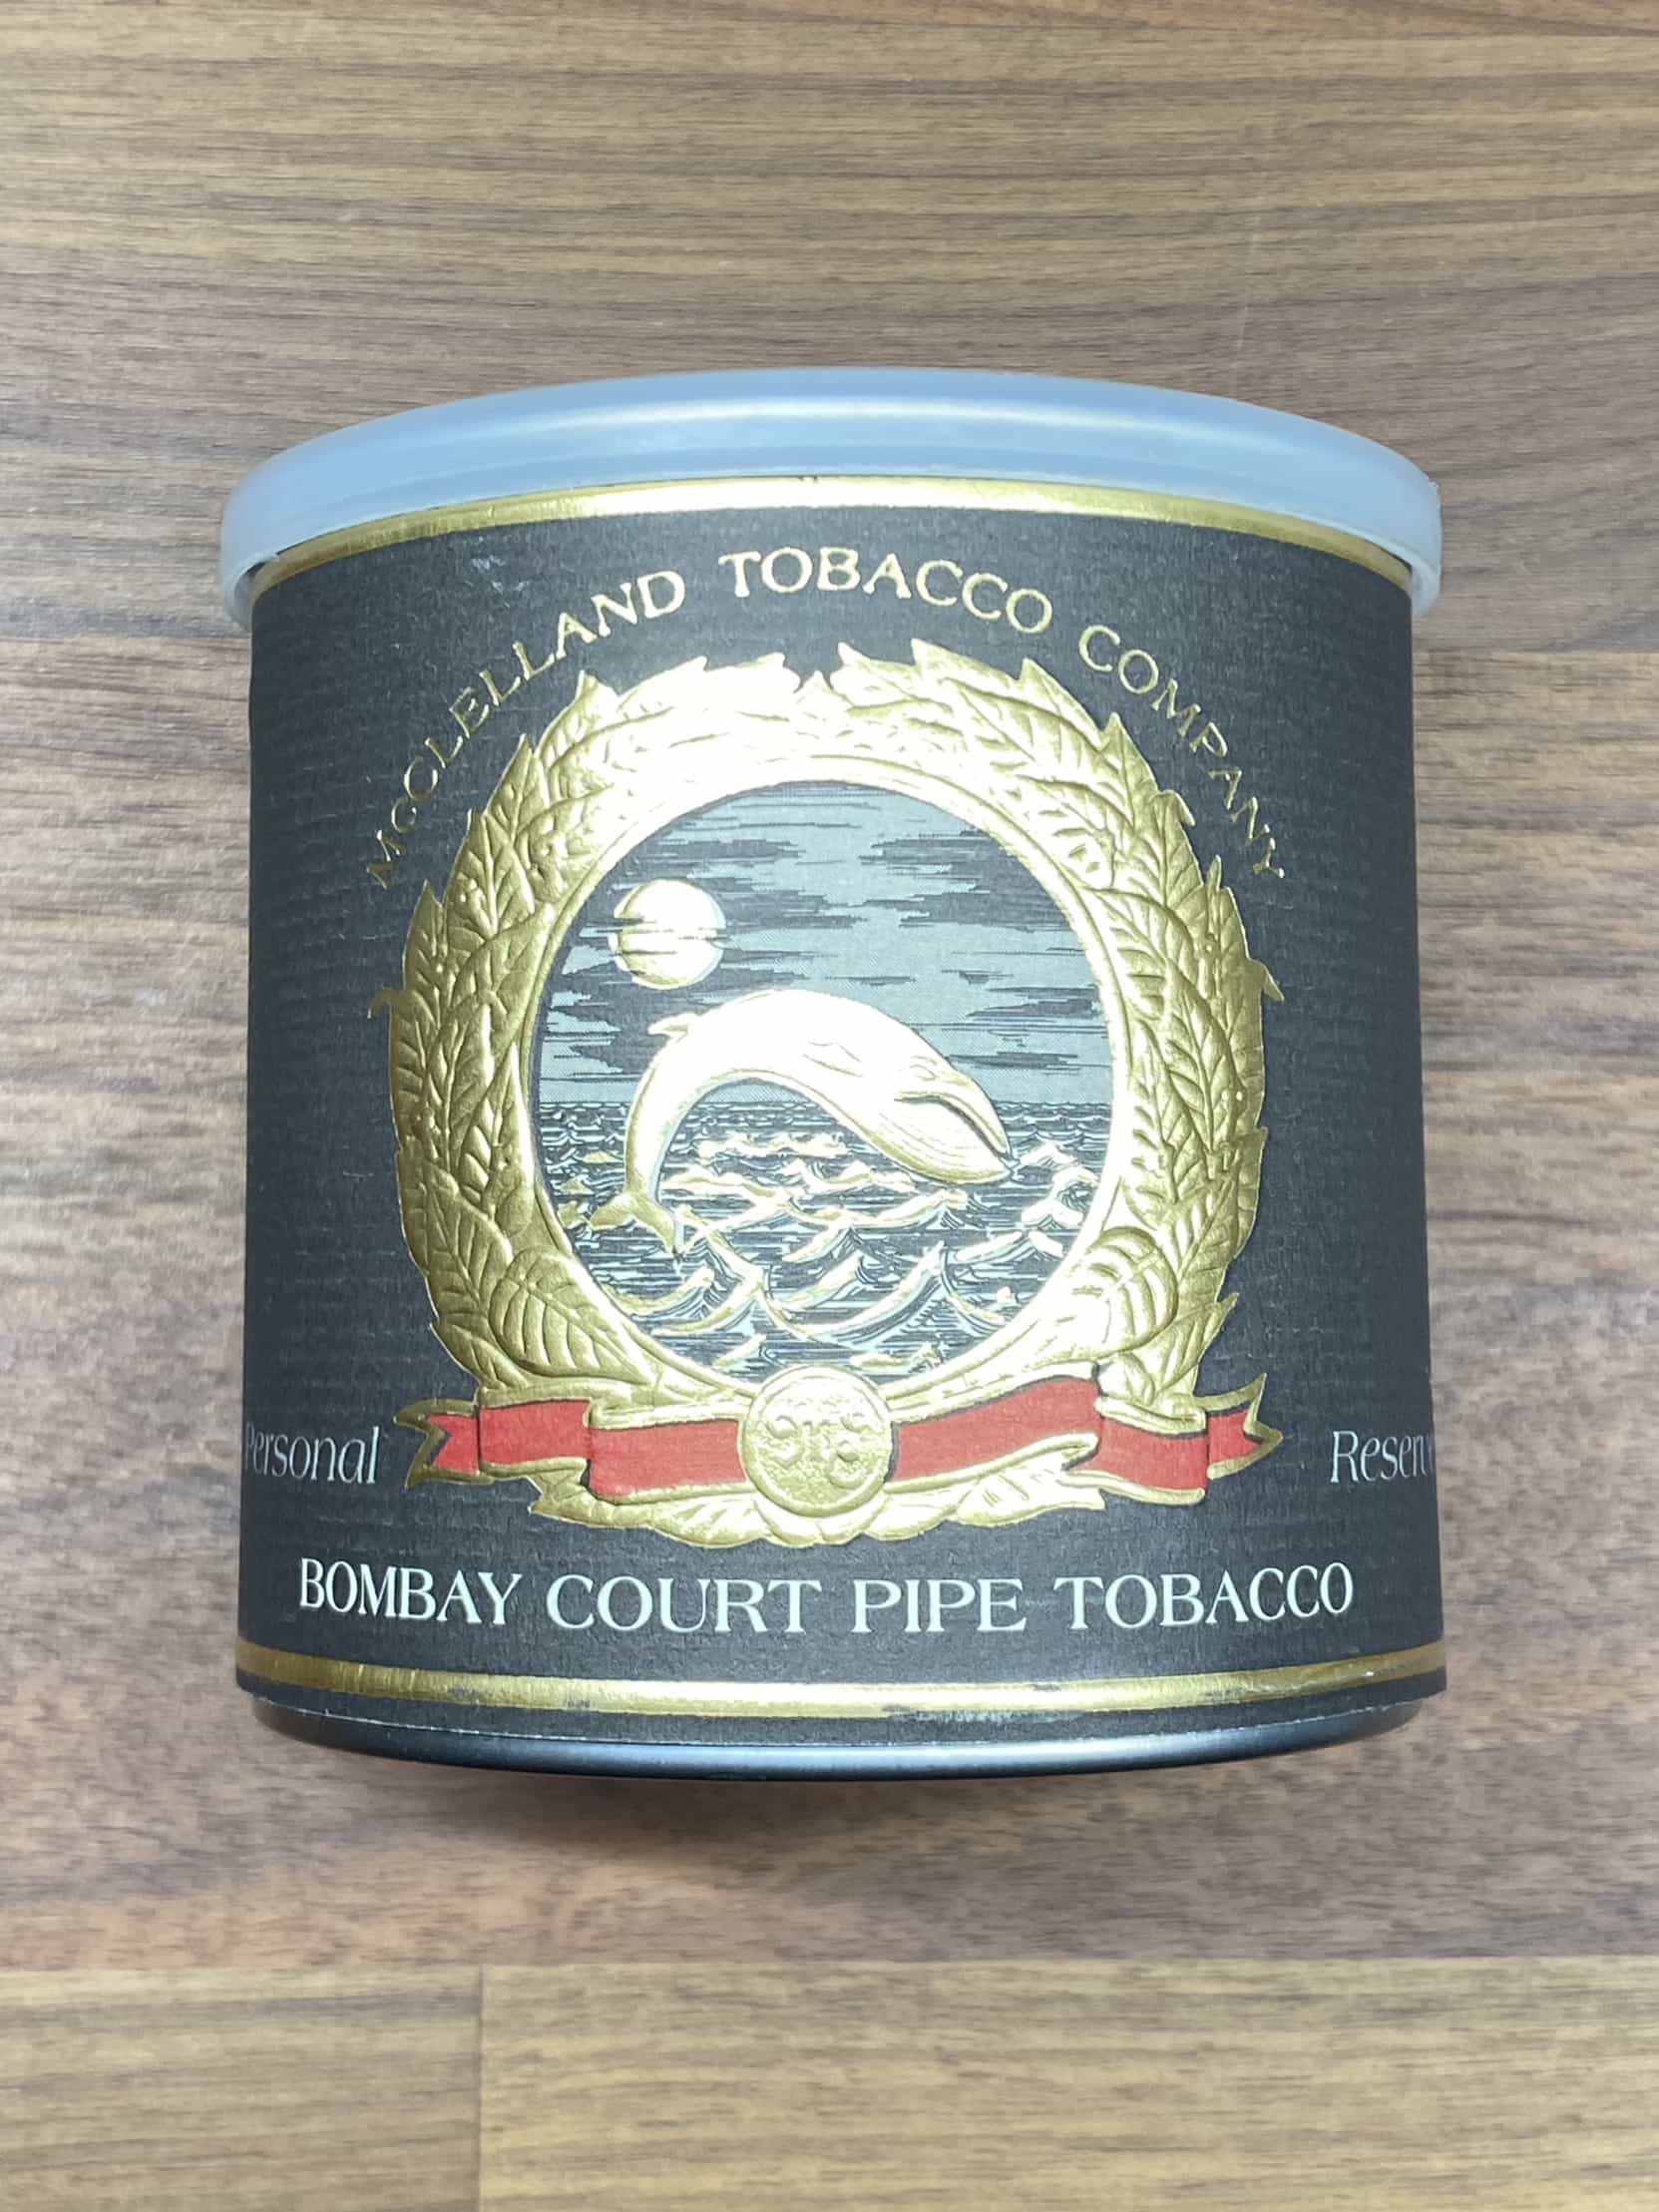 McCLELLAND TOBACCO COMPANY
Personal Reserve
BOMBAY COURT PIPE TOBACCO